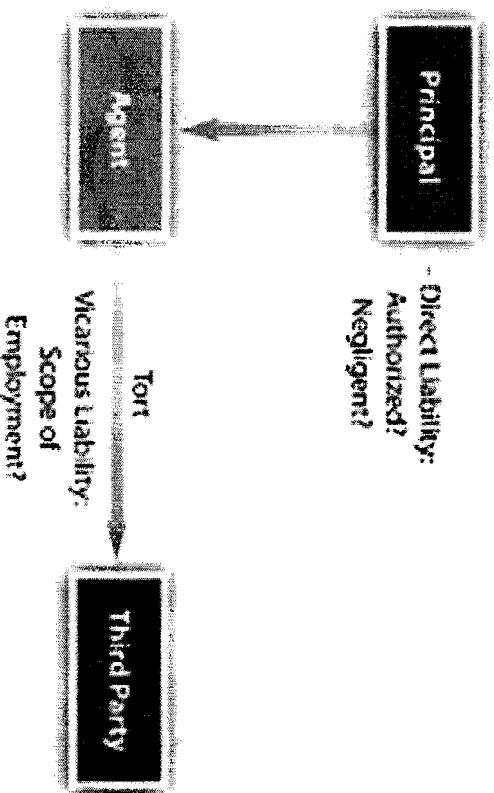 Principal
Direct Liability:
Authorized?
Negligent?
Agent
Tort
Vicarious Liability:
Scope of
Employment?
Third Party